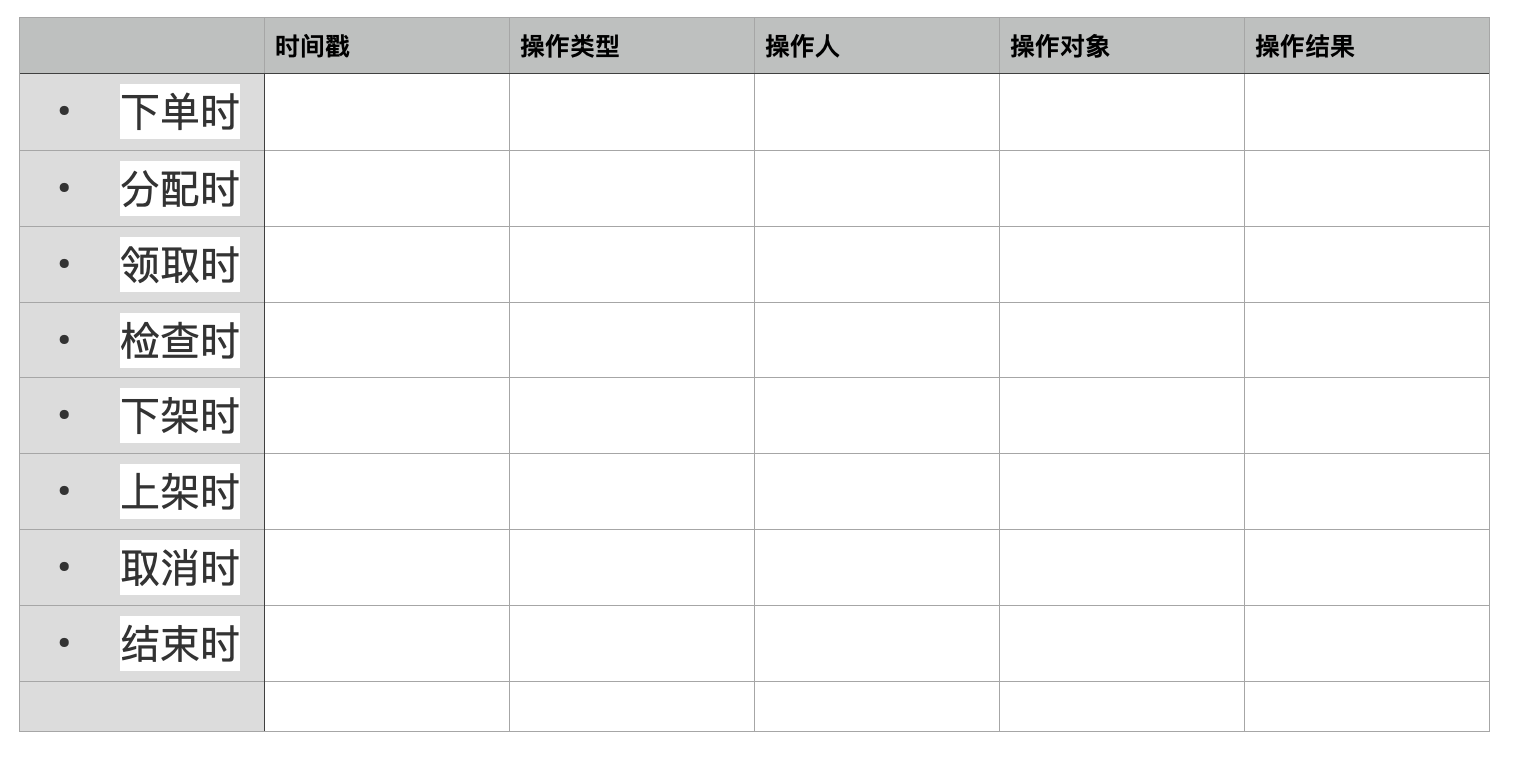 时间戳 操作类型 操作人 操作对象 操作结果
• 下单时
• 分配时
• 领取时
• 检查时
• 下架时
• 上架时
• 取消时
• 结束时